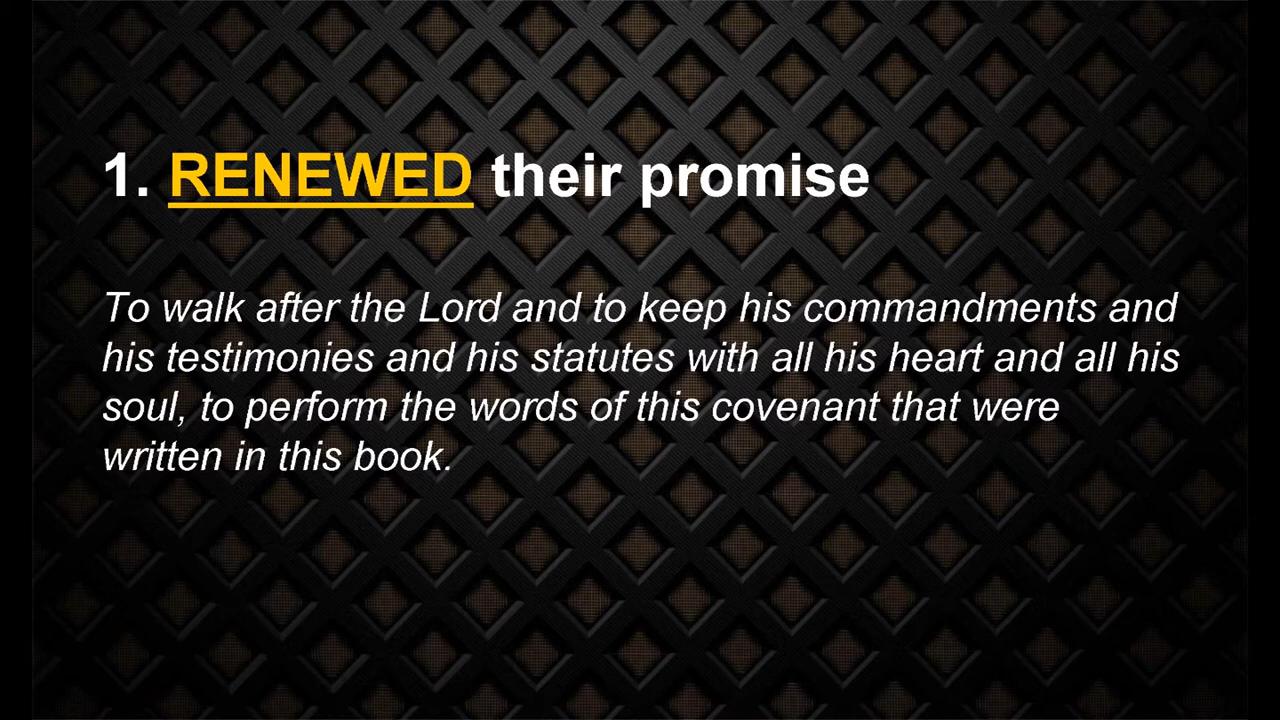 1. RENEWED their promise
To walk after the Lord and to keep his commandments and
his testimonies and his statutes with all his heart and all his
soul, to perform the words of this covenant that were
written in this book.